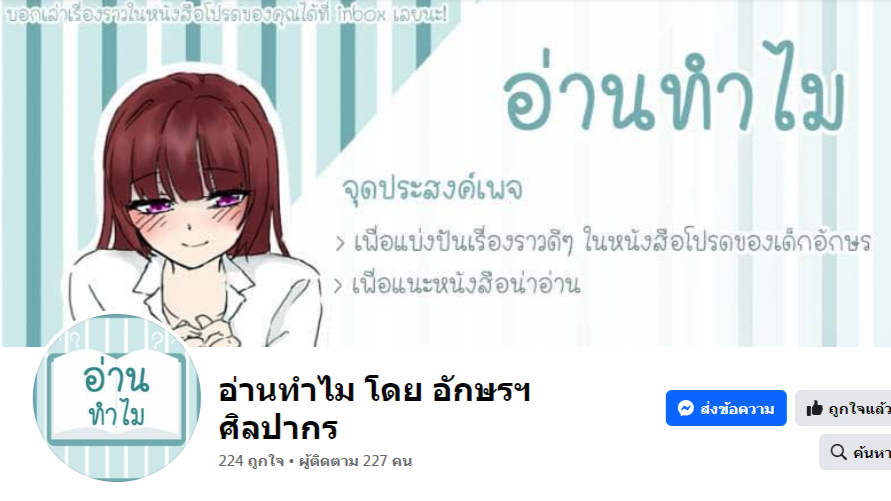 บอกเล่าเรื่องราวในหนังสือโปรดของคุณได้ที่ inbox เลยนะ!
อ่านทำไม
จุดประสงค์เพจ
> เพื่อแบ่งปันเรื่องราวดีๆ ในหนังสือโปรดของเด็กอักษร
> เพื่อแนะหนังสือน่าอ่าน
อ่าน
ทำไม
อ่านทำไม โดย อักษรฯ
ศิลปากร
224 ถูกใจ • ผู้ติดตาม 227 คน
ส่งข้อความ
ถูกใจแล้ว
ค้นหา